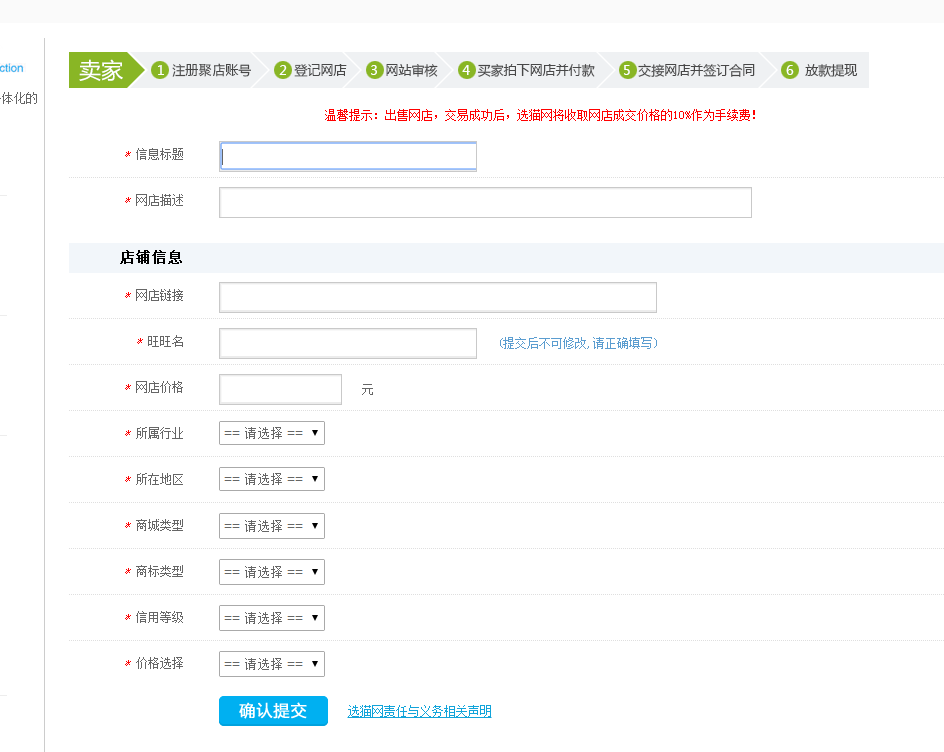 ction
体化的
卖家 1 注册聚店账号 2 登记网店 3 网站审核 4 买家拍下网店并付款 5 交接网店并签订合同 6 放款提现
温馨提示：出售网店，交易成功后，选猫网将收取网店成交价格的10%作为手续费！
* 信息标题
* 网店描述
店铺信息
* 网店链接
* 旺旺名 (提交后不可修改,请正确填写)
* 网店价格 元
* 所属行业 == 请选择 ==
* 所在地区 == 请选择 ==
* 商城类型 == 请选择 ==
* 商标类型 == 请选择 ==
* 信用等级 == 请选择 ==
* 价格选择 == 请选择 ==
确认提交 选猫网责任与义务相关声明